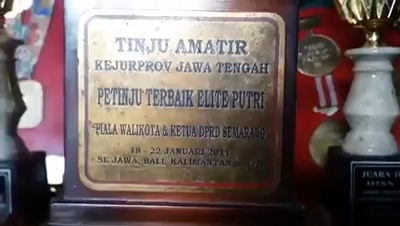 TINJU AMATIR
KEJURPROV JAWA TENGAH
PETINJU TERBAIK ELITE PUTRI
"PIALA WALIKOTA & KETUA DPRD SEMARANG
18 - 22 JANUARI 2011
SE JAWA, BALI, KALIMANTAN &
JUARA